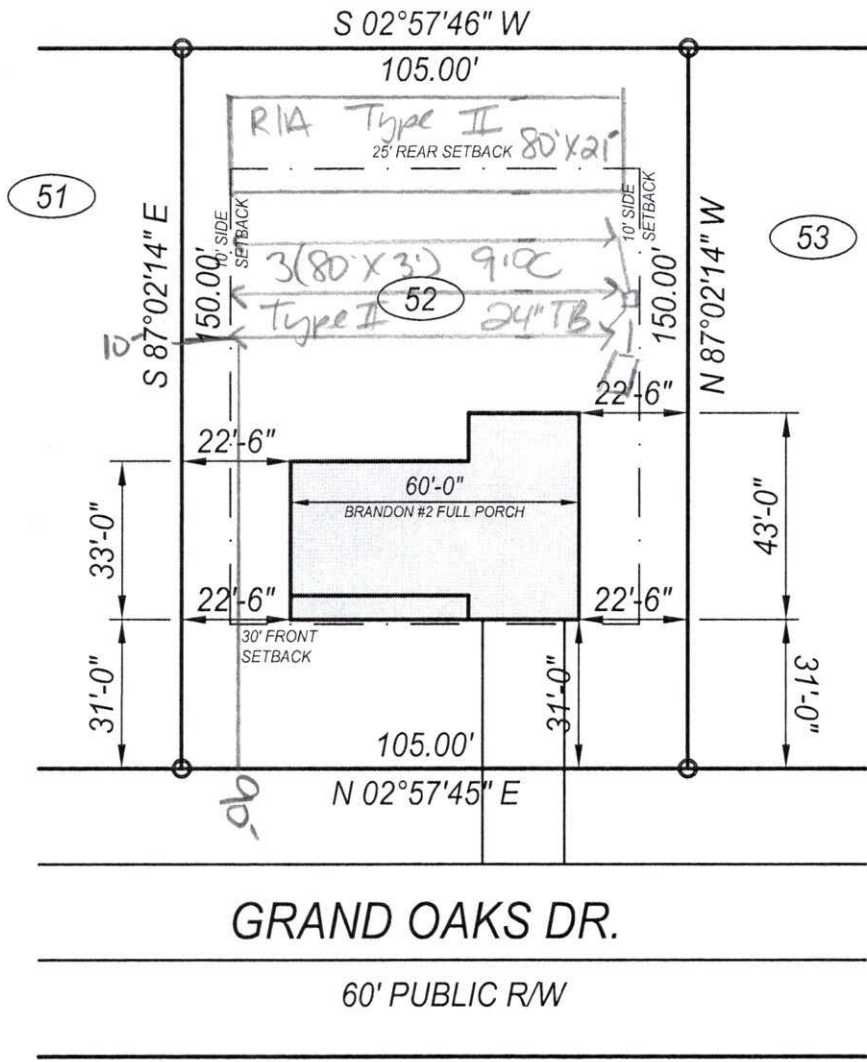 S 02°57'46" W
105.00'
R/A Type II
25' REAR SETBACK 80'X21'
51
10' SIDE
SETBACK
10' SIDE
SETBACK
53
S 87°02'14" E
150.00'
150.00'
N 87°02'14" W
3(80'X3') 9'OC
52
Type II 24" TB
10'
22'-6"
22'-6"
60'-0"
BRANDON #2 FULL PORCH
33'-0"
43'-0"
22'-6"
22'-6"
30' FRONT
SETBACK
31'-0"
31'-0"
31'-0"
105.00'
N 02°57'45" E
90'
GRAND OAKS DR.
60' PUBLIC R/W